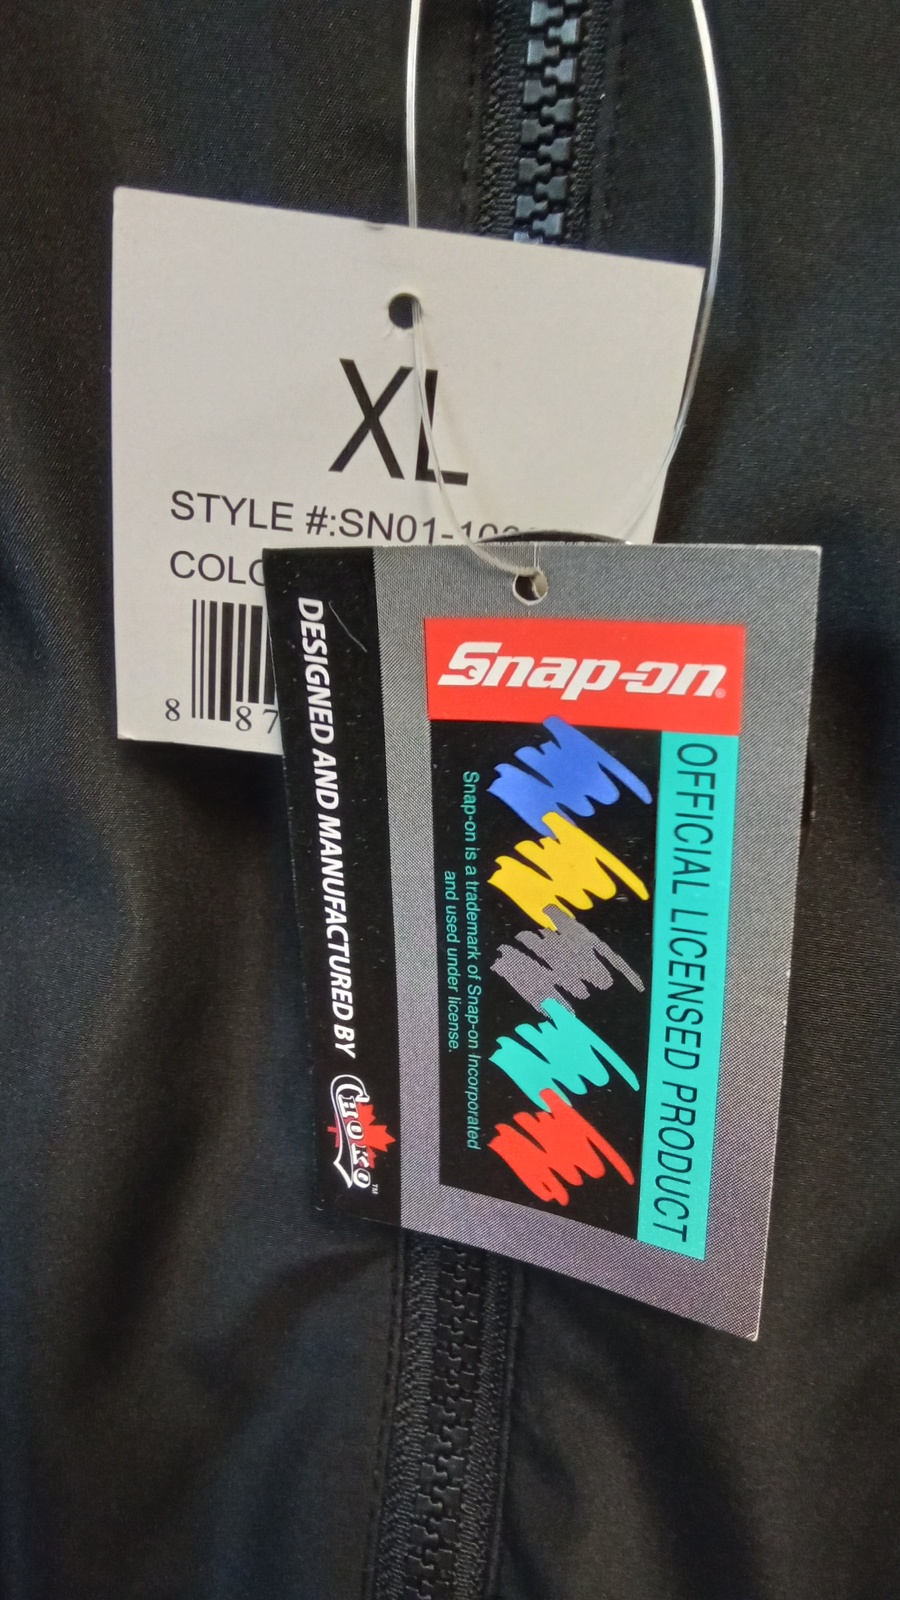 XL
STYLE #:SN01-
8 87
Snap-on®
OFFICIAL LICENSED PRODUCT
Snap-on is a trademark of Snap-on Incorporated
and used under license.
DESIGNED AND MANUFACTURED BY
CHOKO™